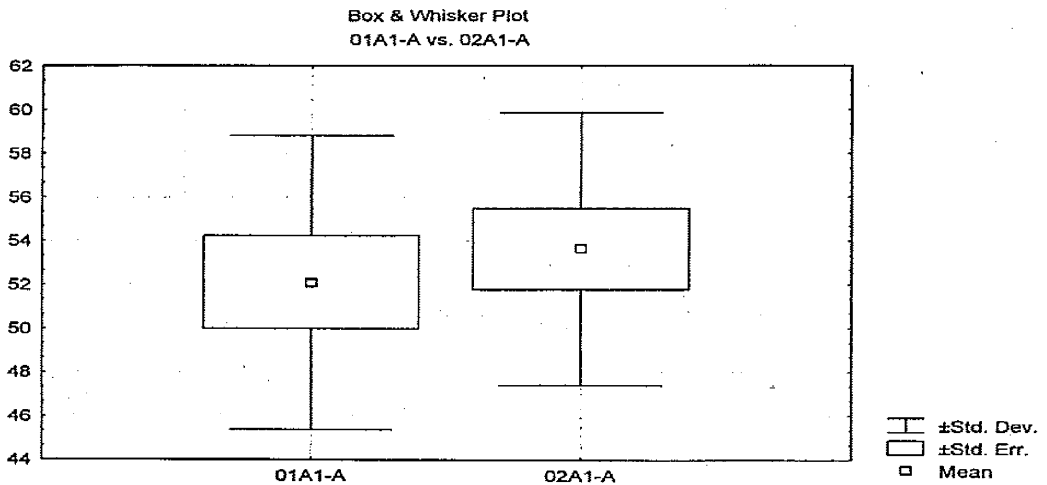 Box & Whisker Plot
01A1-A vs. 02A1-A
62
60
58
56
54
52
50
48
46
44
01A1-A
02A1-A
±Std. Dev.
±Std. Err.
Mean